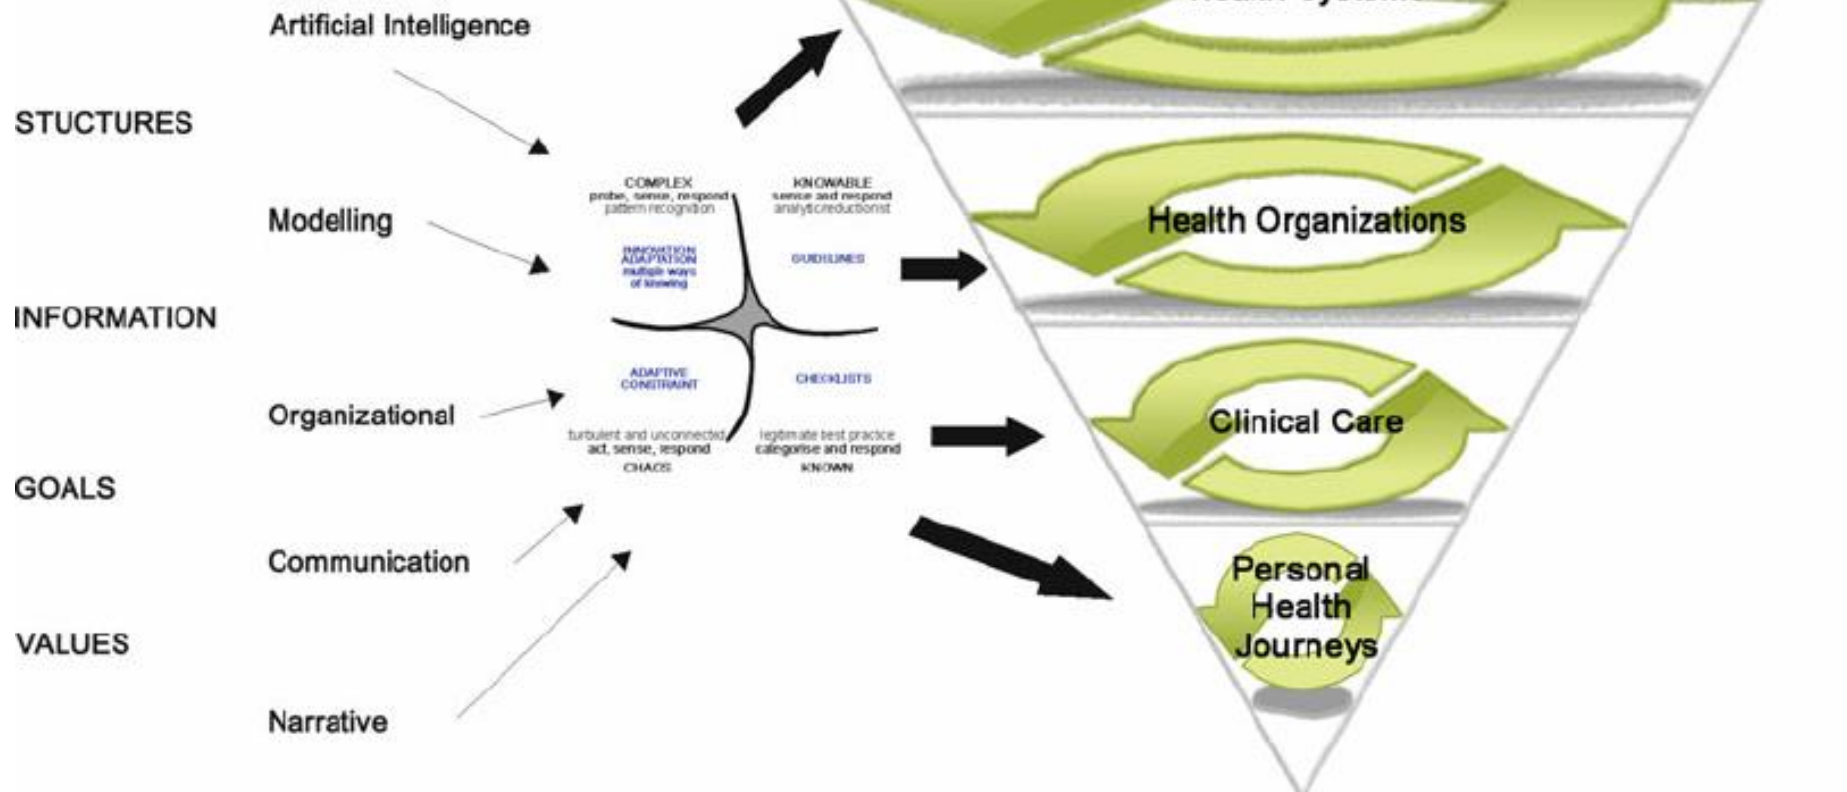 Artificial Intelligence
STUCTURES
Modelling
INFORMATION
Organizational
GOALS
Communication
VALUES
Narrative
COMPLEX
probe, sense, respond
pattern recognition
INNOVATION
ADAPTATION
multiple ways
of knowing
KNOWABLE
sense and respond
analytic/reductionist
GUIDELINES
ADAPTIVE
CONSTRAINT
turbulent and unconnected
act, sense, respond
CHAOS
CHECKLISTS
legitimate best practice
categorise and respond
KNOWN
Health Organizations
Clinical Care
Personal
Health
Journeys